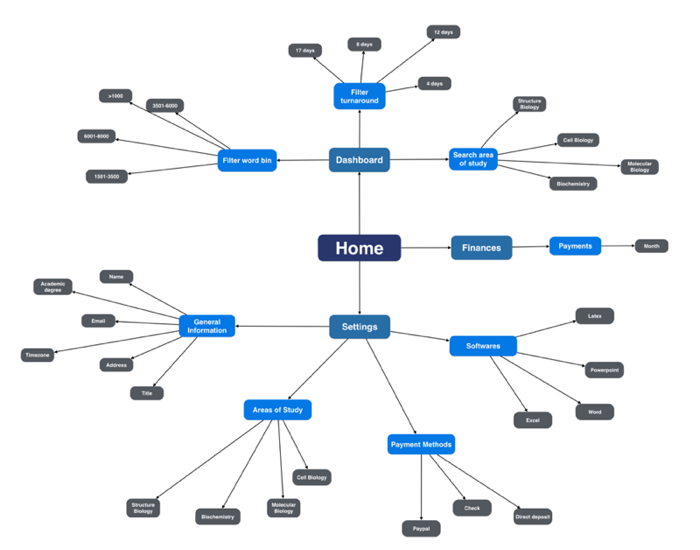 12 days
8 days
17 days
4 days
Filter
turnaround
3501-6000
Structure
Biology
6001-8000
Cell Biology
Filter word bin
Dashboard
Search area
of study
Molecular
Biology
1501-3500
Biochemistry
Home
Finances
Payments
Month
Name
Academic
degree
Email
General
Information
Settings
Latex
Timezone
Address
Softwares
Title
Powerpoint
Areas of Study
Word
Excel
Payment Methods
Cell Biology
Structure
Biology
Biochemistry
Molecular
Biology
Check
Direct deposit
Paypal